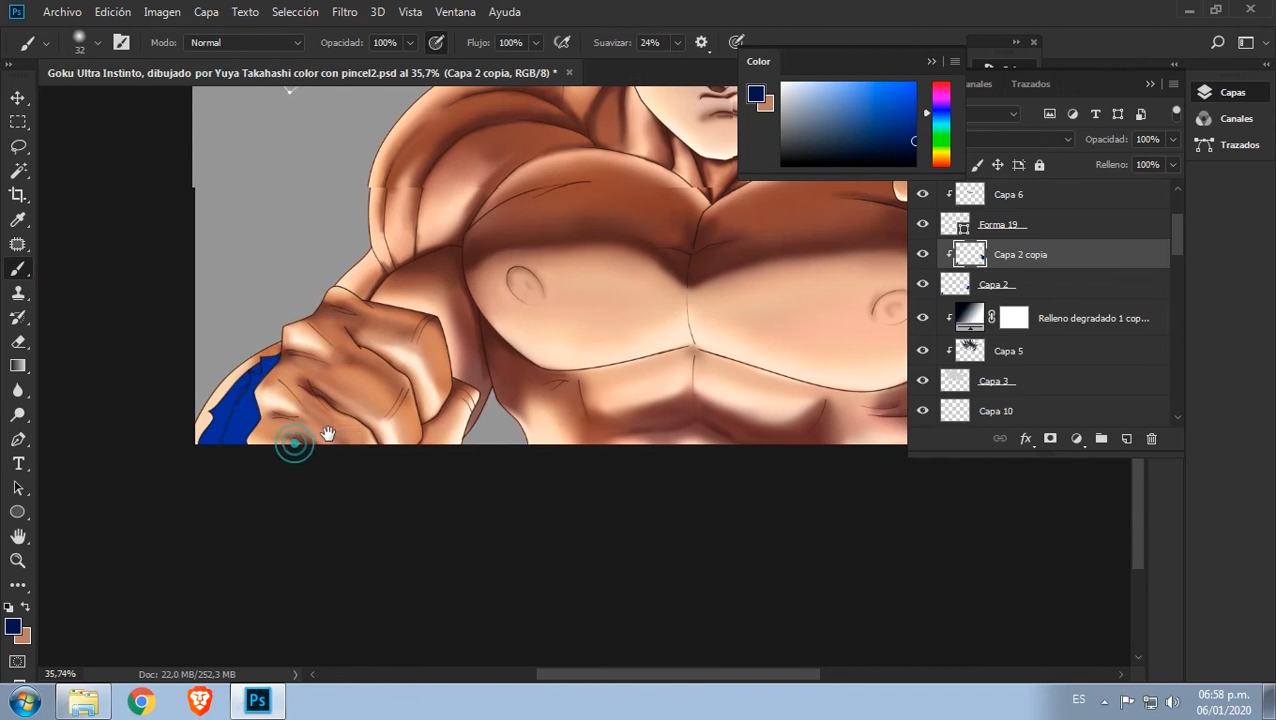 Ps Archivo Edición Imagen Capa Texto Selección Filtro 3D Vista Ventana Ayuda
32 Modo: Normal Opacidad: 100% Flujo: 100% Suavizar: 24%
Goku Ultra Instinto, dibujado por Yuya Takahashi color con pincel2.psd al 35,7% (Capa 2 copia, RGB/8) *
Color
Trazados
Capas
Canales
Trazados
Opacidad: 100%
Relleno: 100%
Capa 6
Forma 19
Capa 2 copia
Capa 2
Relleno degradado 1 cop...
Capa 5
Capa 3
Capa 10
fx
35,74% Doc: 22,0 MB/252,3 MB
Ps
ES
06:58 p.m.
06/01/2020